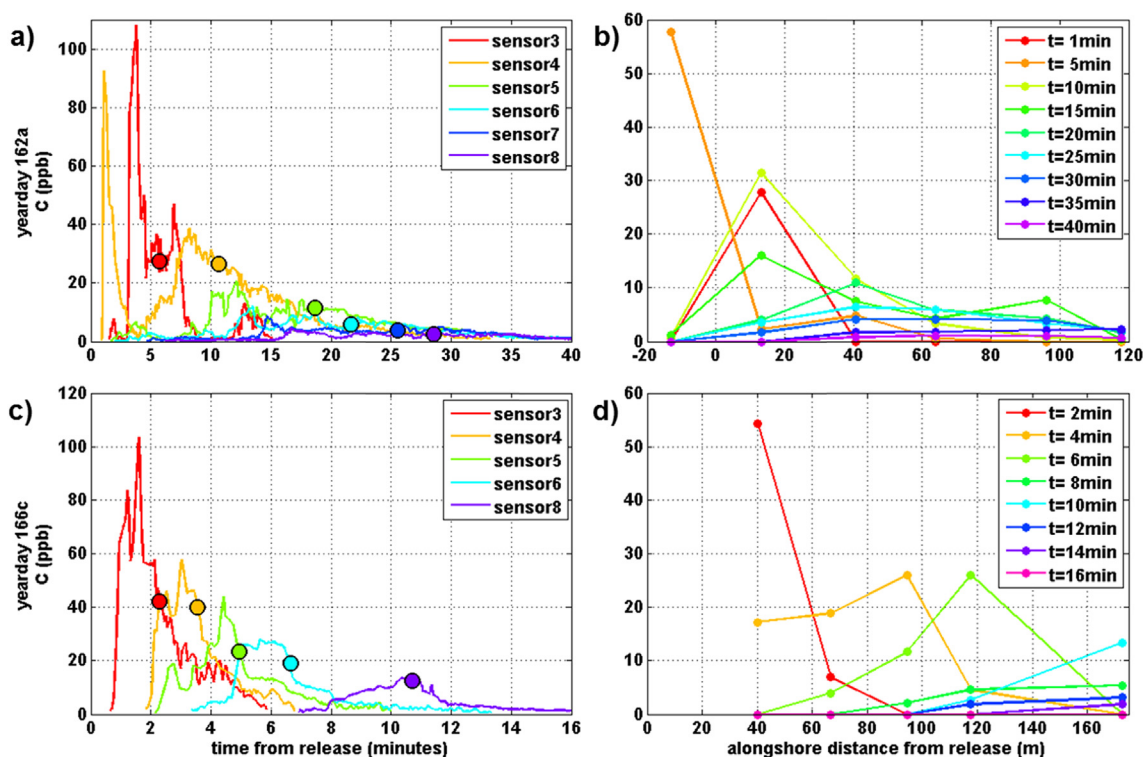 a)
yearday 162a
C (ppb)
100
80
60
40
20
0
0 5 10 15 20 25 30 35 40
sensor3
sensor4
sensor5
sensor6
sensor7
sensor8
b)
60
50
40
30
20
10
0
-20 0 20 40 60 80 100 120
t= 1min
t= 5min
t=10min
t=15min
t=20min
t=25min
t=30min
t=35min
t=40min
c)
yearday 166c
C (ppb)
120
100
80
60
40
20
0
0 2 4 6 8 10 12 14 16
time from release (minutes)
sensor3
sensor4
sensor5
sensor6
sensor8
d)
60
50
40
30
20
10
0
0 20 40 60 80 100 120 140 160
alongshore distance from release (m)
t= 2min
t= 4min
t= 6min
t= 8min
t=10min
t=12min
t=14min
t=16min